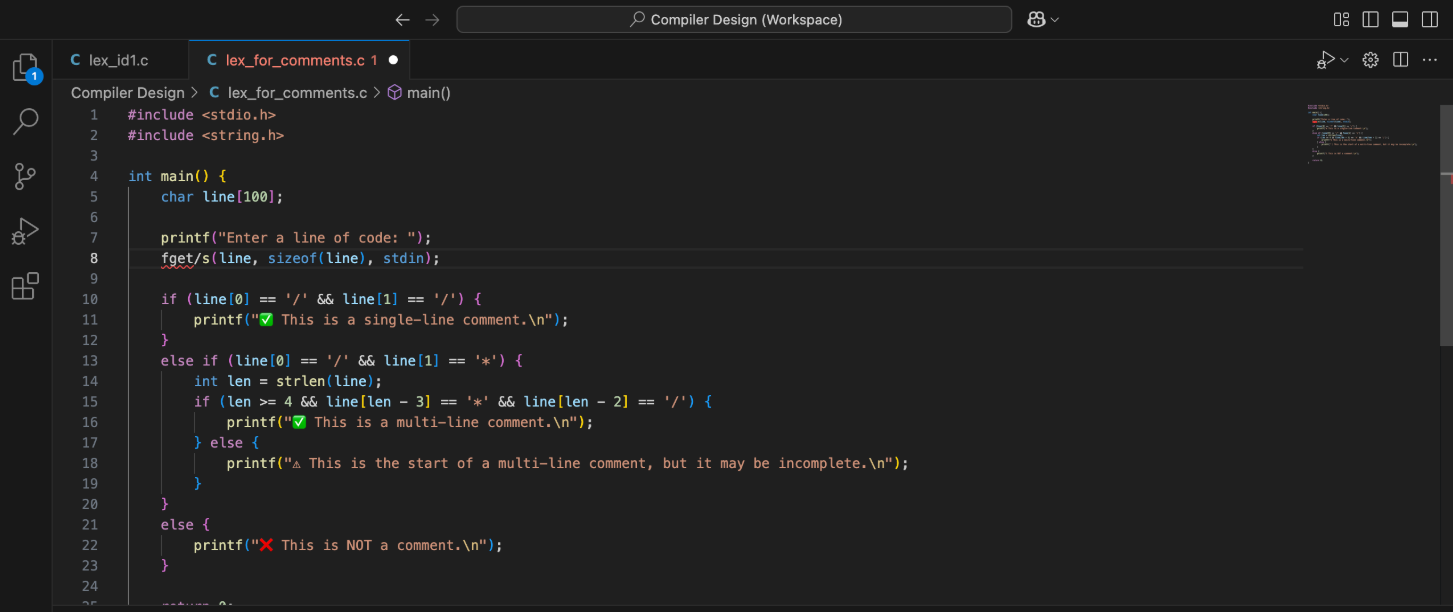 Compiler Design (Workspace)
lex_id1.c
C lex_for_comments.c 1
Compiler Design > C lex_for_comments.c > main()
1
1 #include <stdio.h>
2 #include <string.h>
3
4 int main() {
5     char line[100];
6
7     printf("Enter a line of code: ");
8     fget/s(line, sizeof(line), stdin);
9
10     if (line[0] == '/' && line[1] == '/') {
11         printf("✅ This is a single-line comment.\n");
12     }
13     else if (line[0] == '/' && line[1] == '*') {
14         int len = strlen(line);
15         if (len >= 4 && line[len - 3] == '*' && line[len - 2] == '/') {
16             printf("✅ This is a multi-line comment.\n");
17         } else {
18             printf("⚠ This is the start of a multi-line comment, but it may be incomplete.\n");
19         }
20     }
21     else {
22         printf("❌ This is NOT a comment.\n");
23     }
24